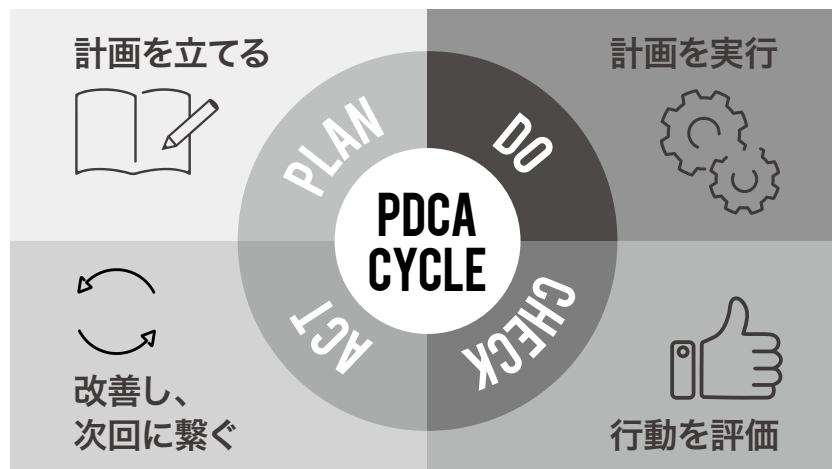 計画を立てる
計画を実行
PLAN
DO
PDCA
CYCLE
ACT
CHECK
改善し、
次回に繋ぐ
行動を評価